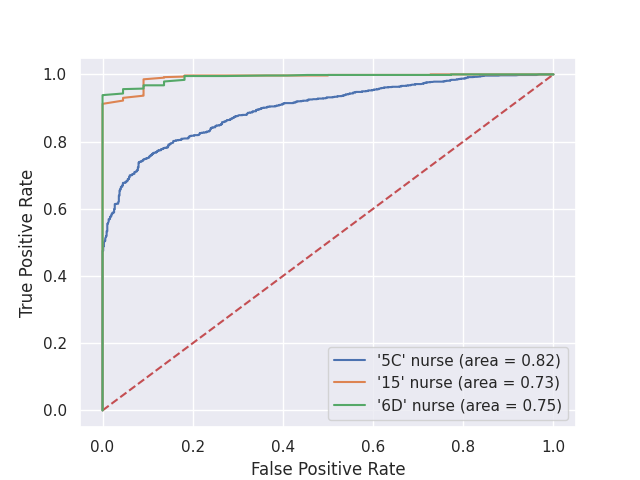 1.0
0.8
0.6
0.4
0.2
0.0
True Positive Rate
'5C' nurse (area = 0.82)
'15' nurse (area = 0.73)
'6D' nurse (area = 0.75)
0.0 0.2 0.4 0.6 0.8 1.0
False Positive Rate